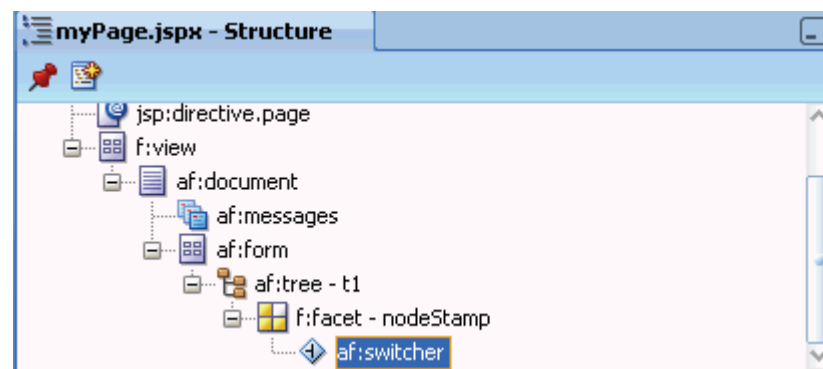 myPage.jspx - Structure
jsp:directive.page
f:view
af:document
af:messages
af:form
af:tree - t1
f:facet - nodeStamp
af:switcher